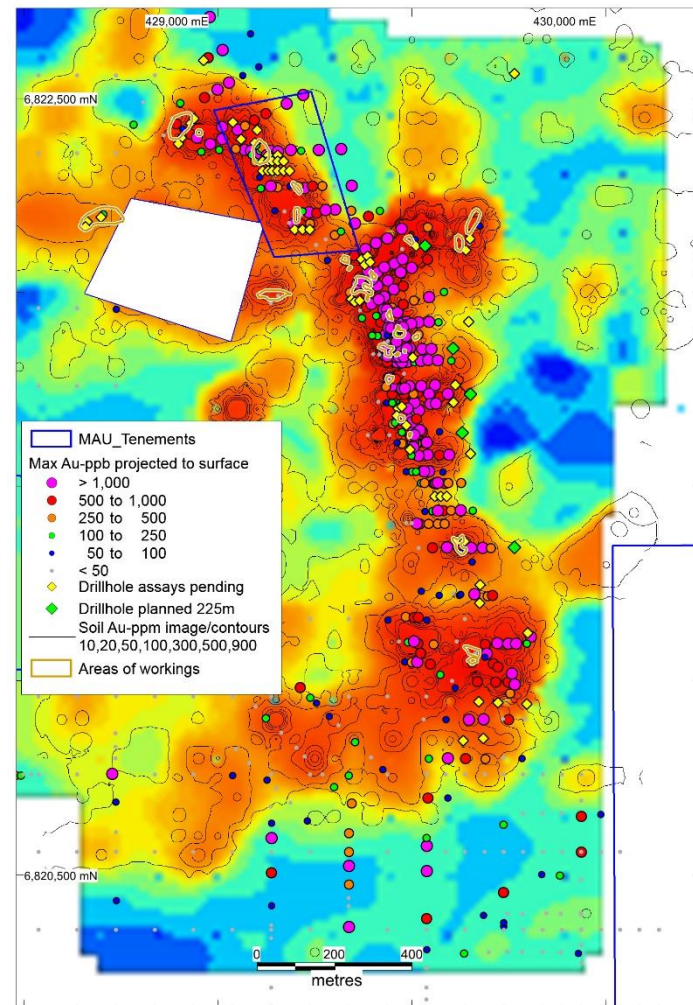 429,000 mE
430,000 mE
6,822,500 mN
MAU_Tenements
Max Au-ppb projected to surface
> 1,000
500 to 1,000
250 to 500
100 to 250
50 to 100
< 50
Drillhole assays pending
Drillhole planned 225m
Soil Au-ppm image/contours
10,20,50,100,300,500,900
Areas of workings
6,820,500 mN
0 200 400
metres